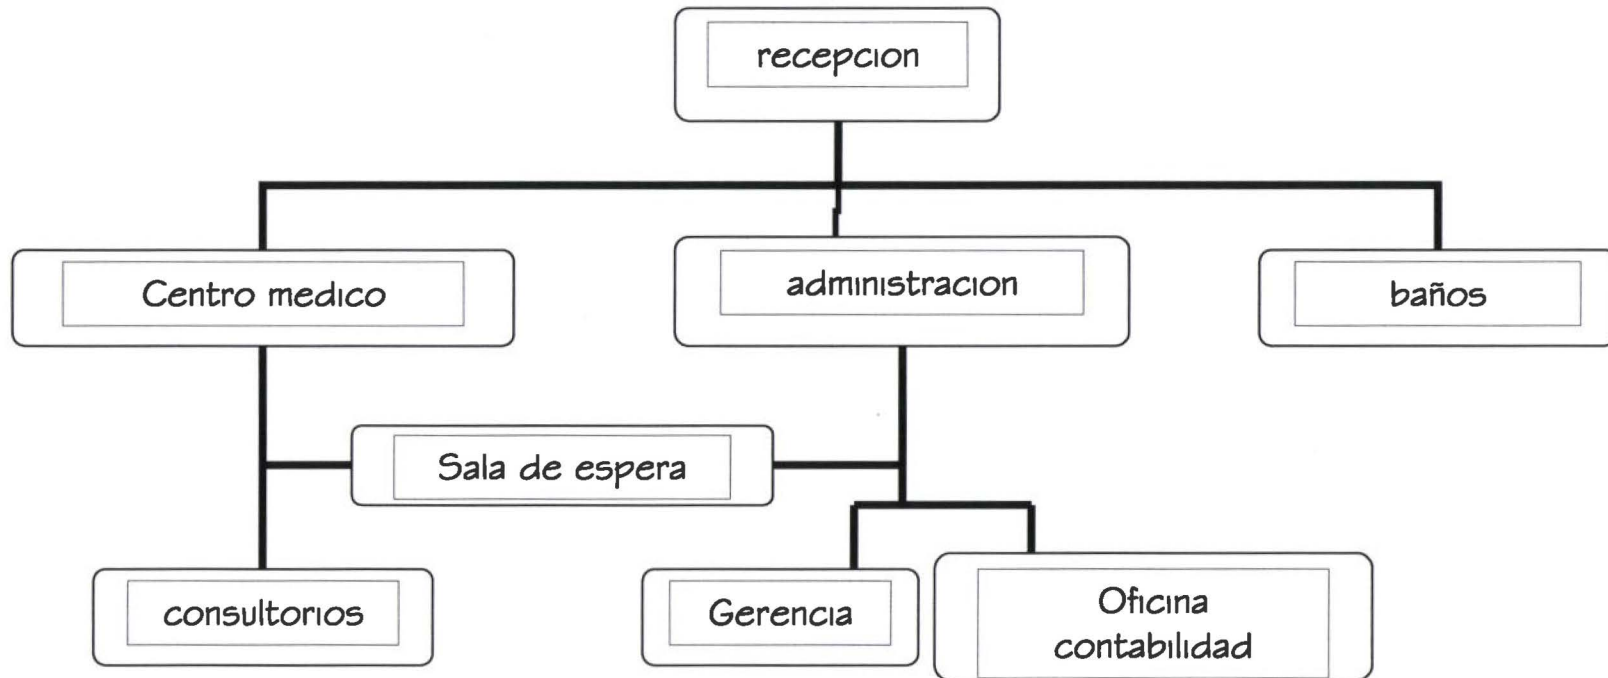 recepcion
Centro medico
administracion
baños
Sala de espera
consultorios
Gerencia
Oficina
contabilidad